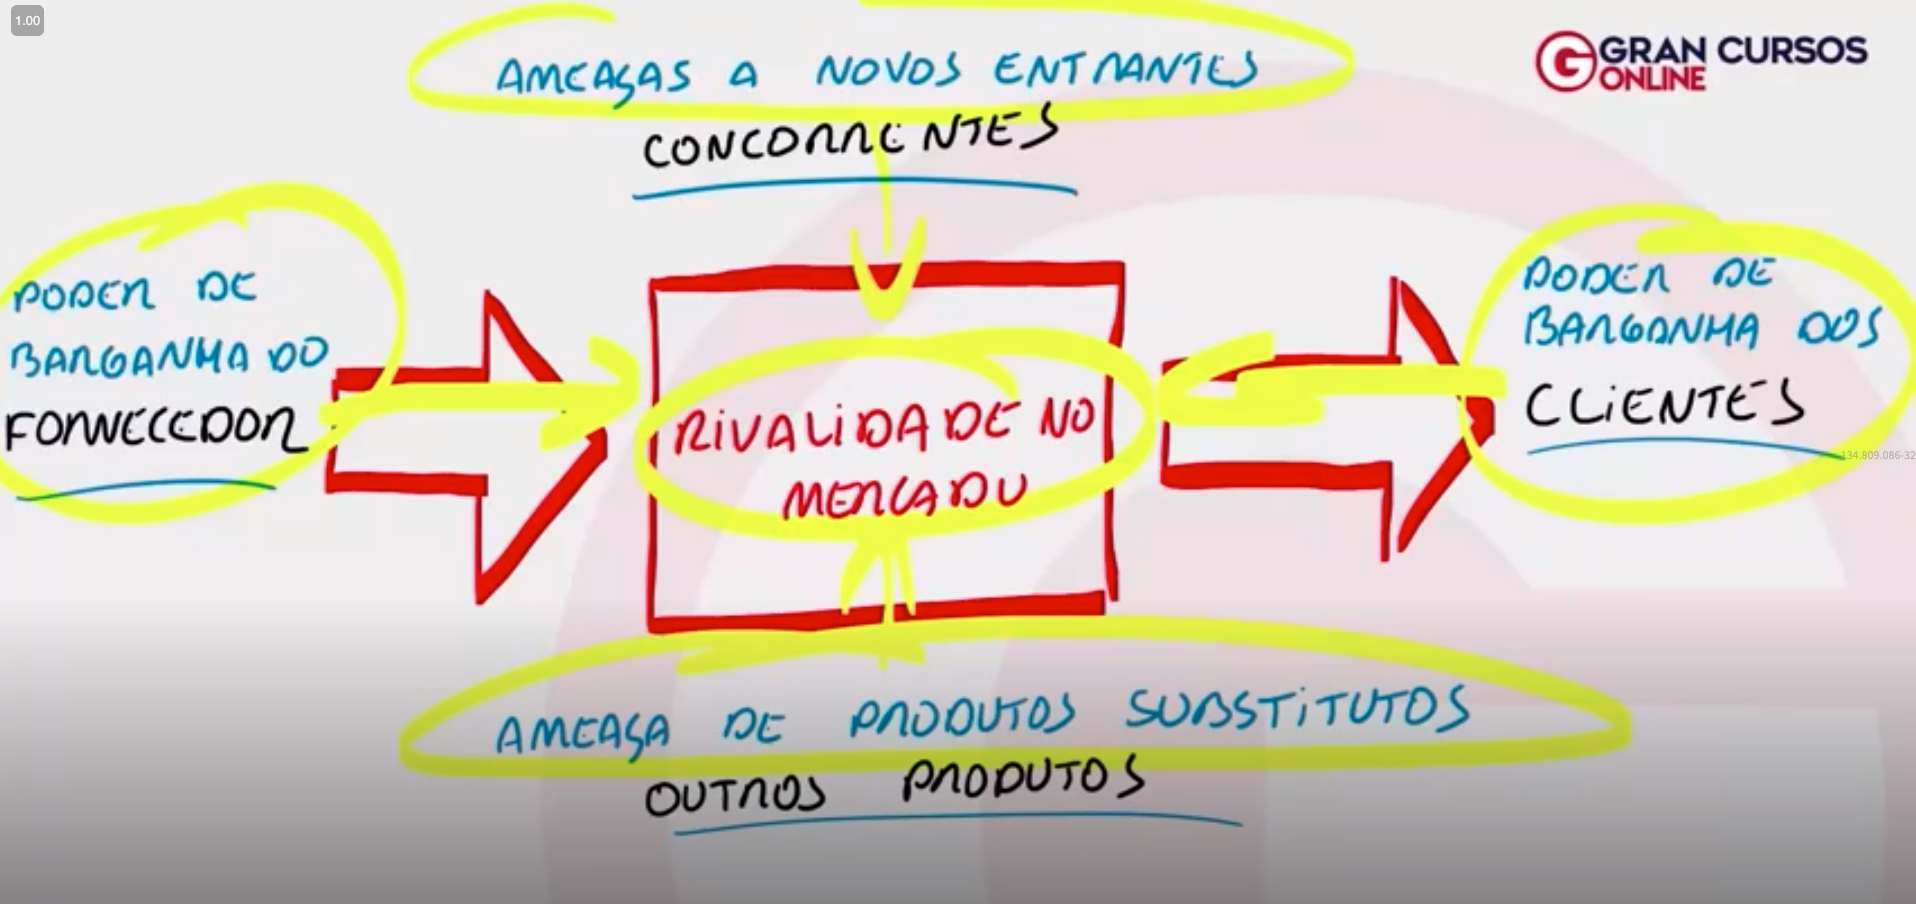 1.00
GRAN CURSOS
ONLINE
AMEAÇAS A NOVOS ENTRANTES
CONCORRENTES
PODER DE
BARGANHA DO
FORNECEDOR
RIVALIDADE NO
MERCADO
PODER DE
BARGANHA DOS
CLIENTES
134.809.086-32
AMEAÇA DE PRODUTOS SUBSTITUTOS
OUTROS PRODUTOS